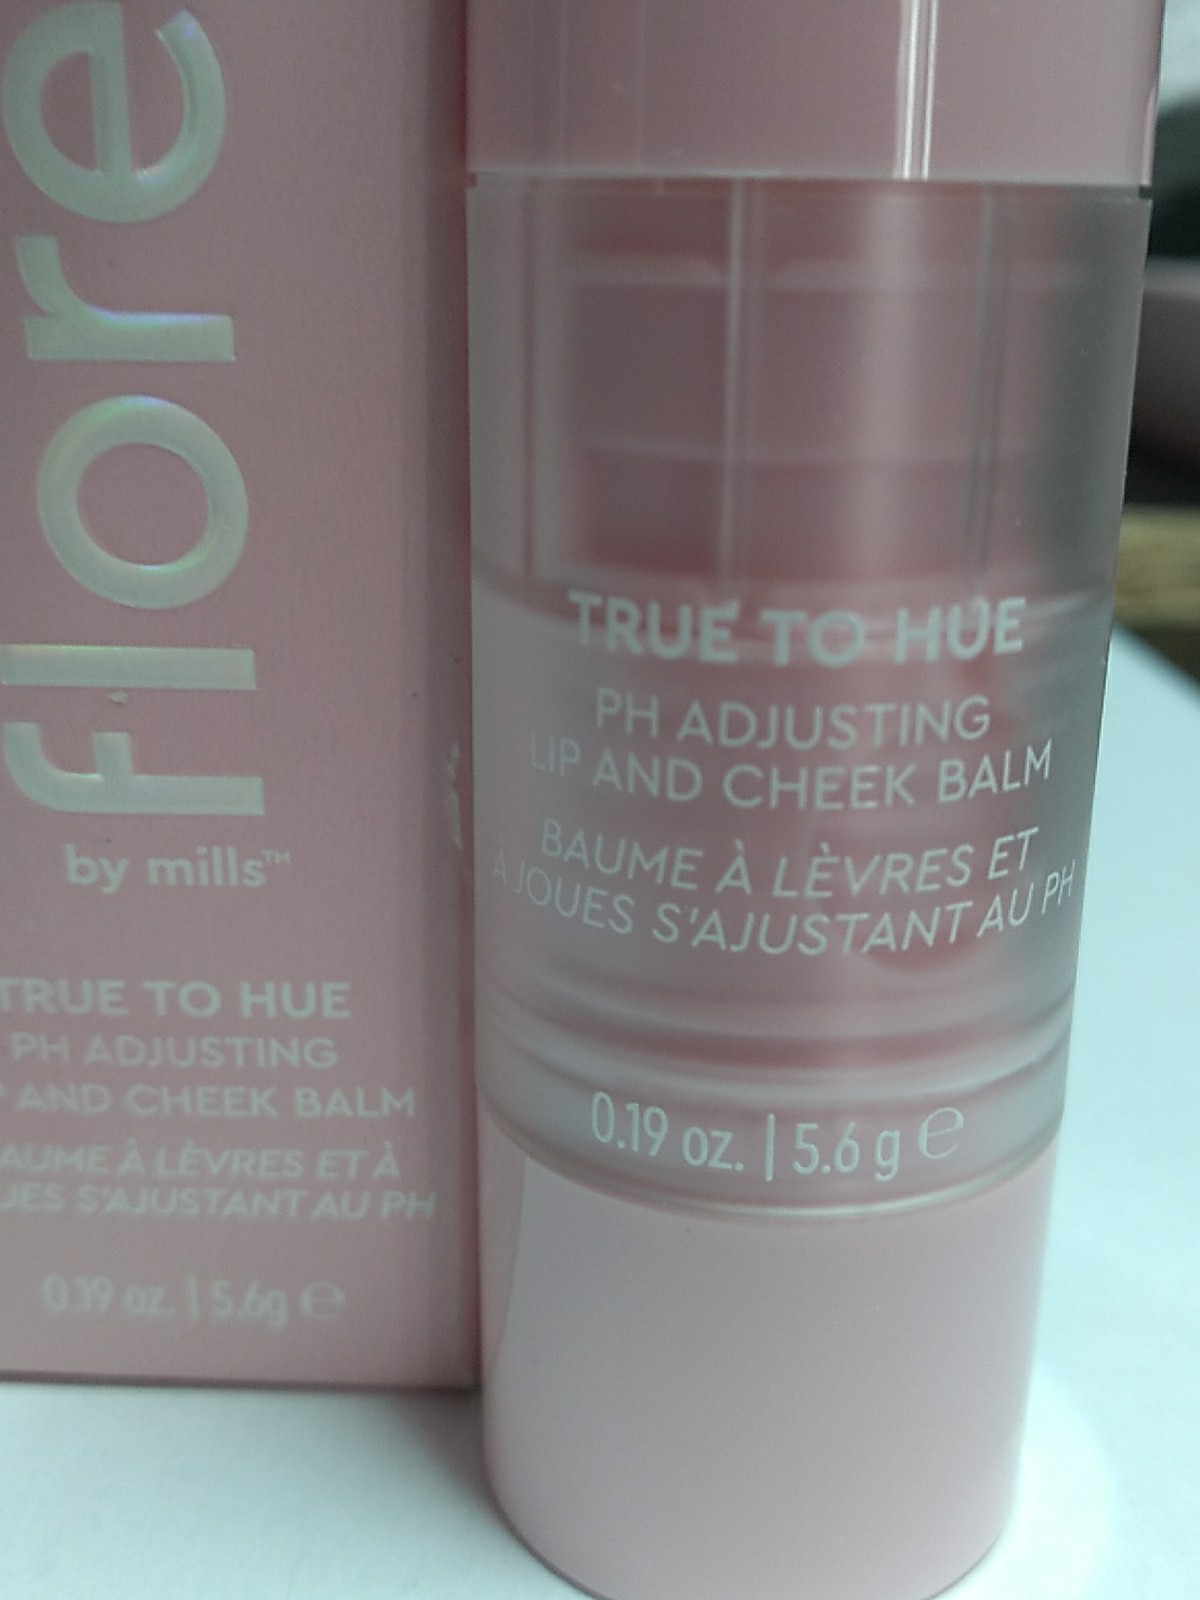 flore
by mills™
TRUE TO HUE
PH ADJUSTING
AND CHEEK BALM
À LÈVRES ET À
S'AJUSTANT AU PH
0.19 oz. | 5.6g ℮
TRUE TO HUE
PH ADJUSTING
LIP AND CHEEK BALM
BAUME À LÈVRES ET
À JOUES S'AJUSTANT AU PH
0.19 oz. | 5.6 g ℮